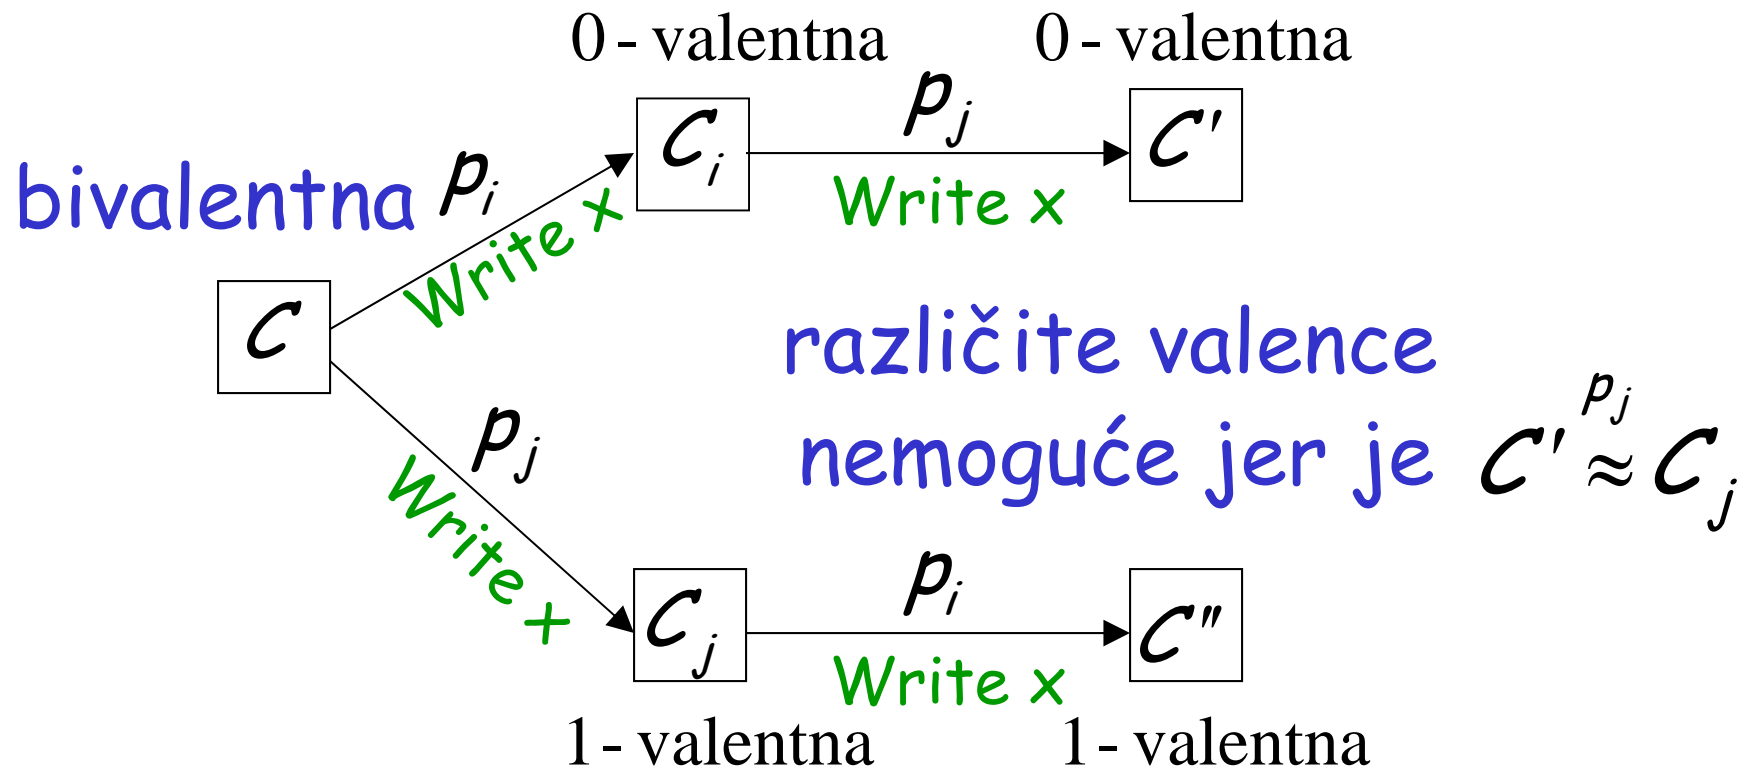 0 - valentna 0 - valentna
bivalentna p_i C_i p_j C'
Write x Write x
C
različite valence
nemoguće jer je C' ≈^{p_j} C_j
p_j
Write x
C_j p_i C''
Write x
1 - valentna 1 - valentna